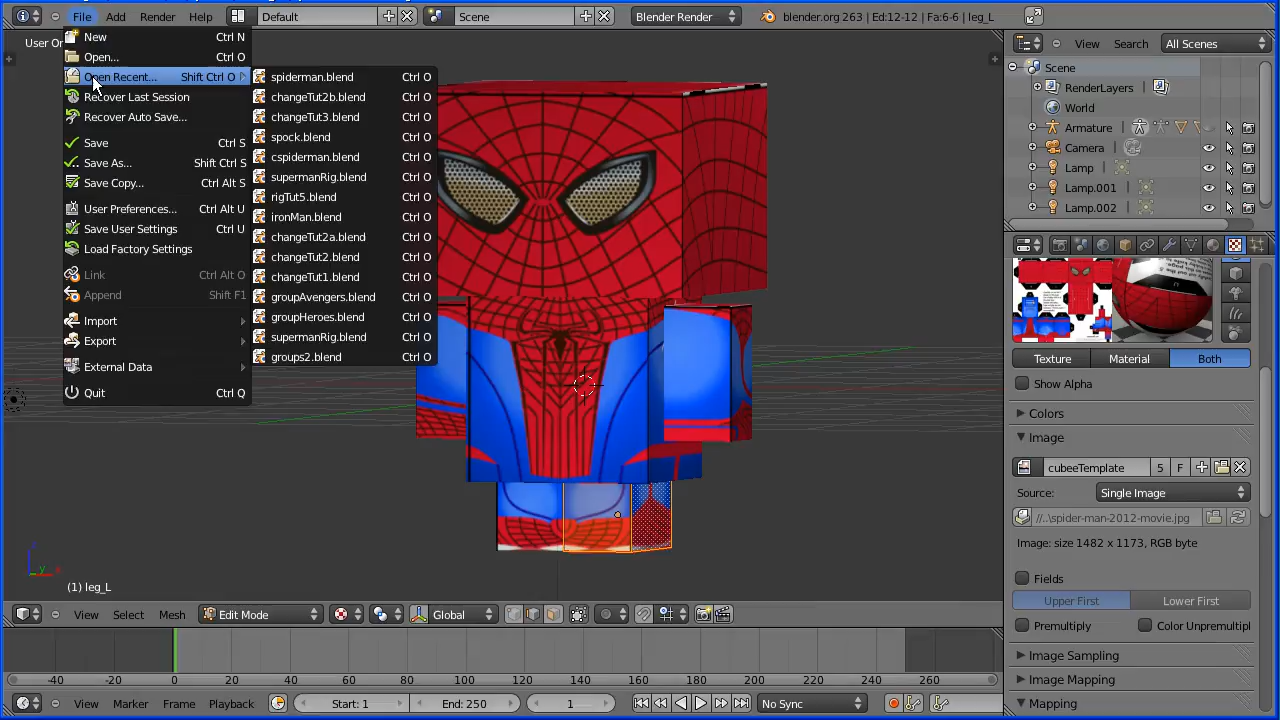 File Add Render Help Default Scene Blender Render blender.org 263 | Ed:12-12 | Fa:6-6 | leg_L
User Or
New Ctrl N
Open... Ctrl O
Open Recent... Shift Ctrl O
Recover Last Session
Recover Auto Save...
Save Ctrl S
Save As... Shift Ctrl S
Save Copy... Ctrl Alt S
User Preferences... Ctrl Alt U
Save User Settings Ctrl U
Load Factory Settings
Link Ctrl Alt O
Append Shift F1
Import
Export
External Data
Quit Ctrl Q
spiderman.blend Ctrl O
changeTut2b.blend Ctrl O
changeTut3.blend Ctrl O
spock.blend Ctrl O
cspiderman.blend Ctrl O
supermanRig.blend Ctrl O
rigTut5.blend Ctrl O
ironMan.blend Ctrl O
changeTut2a.blend Ctrl O
changeTut2.blend Ctrl O
changeTut1.blend Ctrl O
groupAvengers.blend Ctrl O
groupHeroes.blend Ctrl O
supermanRig.blend Ctrl O
groups2.blend Ctrl O
(1) leg_L
View Select Mesh Edit Mode Global
-40 -20 0 20 40 60 80 100 120 140 160 180 200 220 240 260
View Marker Frame Playback Start: 1 End: 250 1 No Sync
View Search All Scenes
Scene
RenderLayers
World
Armature
Camera
Lamp
Lamp.001
Lamp.002
Texture Material Both
Show Alpha
Colors
Image
cubeeTemplate 5 F
Source: Single Image
//..\spider-man-2012-movie.jpg
Image: size 1482 x 1173, RGB byte
Fields
Upper First Lower First
Premultiply Color Unpremultipl
Image Sampling
Image Mapping
Mapping